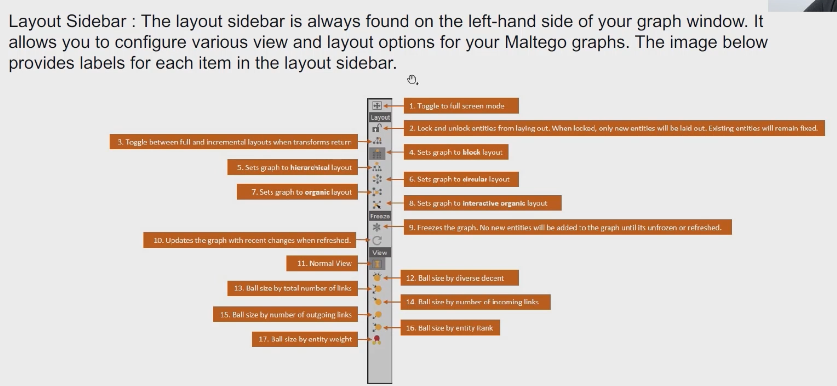 Layout Sidebar : The layout sidebar is always found on the left-hand side of your graph window. It
allows you to configure various view and layout options for your Maltego graphs. The image below
provides labels for each item in the layout sidebar.
1. Toggle to full screen mode
Layout
2. Lock and unlock entities from laying out. When locked, only new entities will be laid out. Existing entities will remain fixed.
3. Toggle between full and incremental layouts when transforms return
4. Sets graph to block layout
5. Sets graph to hierarchical layout
6. Sets graph to circular layout
7. Sets graph to organic layout
8. Sets graph to interactive organic layout
Freeze
9. Freezes the graph. No new entities will be added to the graph until its unfrozen or refreshed.
10. Updates the graph with recent changes when refreshed.
View
11. Normal View
12. Ball size by diverse decent
13. Ball size by total number of links
14. Ball size by number of incoming links
15. Ball size by number of outgoing links
16. Ball size by entity Rank
17. Ball size by entity weight